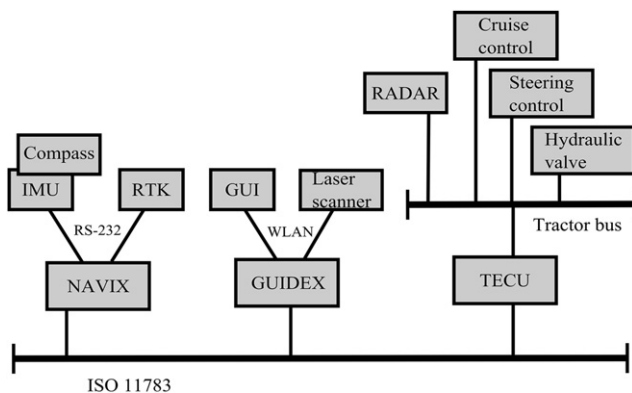 Cruise
control
RADAR
Steering
control
Hydraulic
valve
Compass
IMU
RTK
GUI
Laser
scanner
RS-232
WLAN
Tractor bus
NAVIX
GUIDEX
TECU
ISO 11783